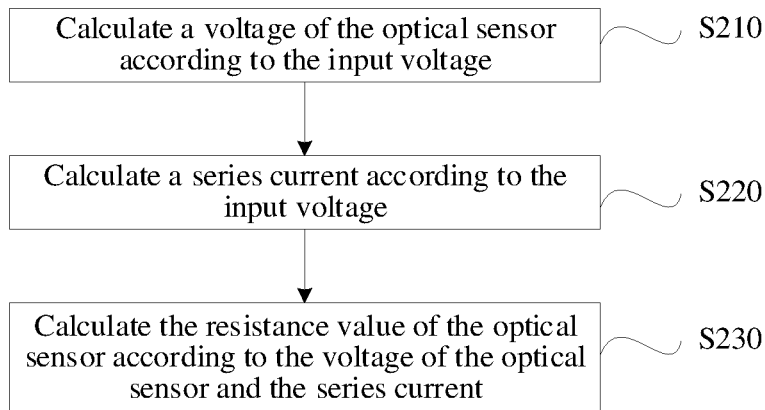 Calculate a voltage of the optical sensor
according to the input voltage
S210
Calculate a series current according to the
input voltage
S220
Calculate the resistance value of the optical
sensor according to the voltage of the optical
sensor and the series current
S230